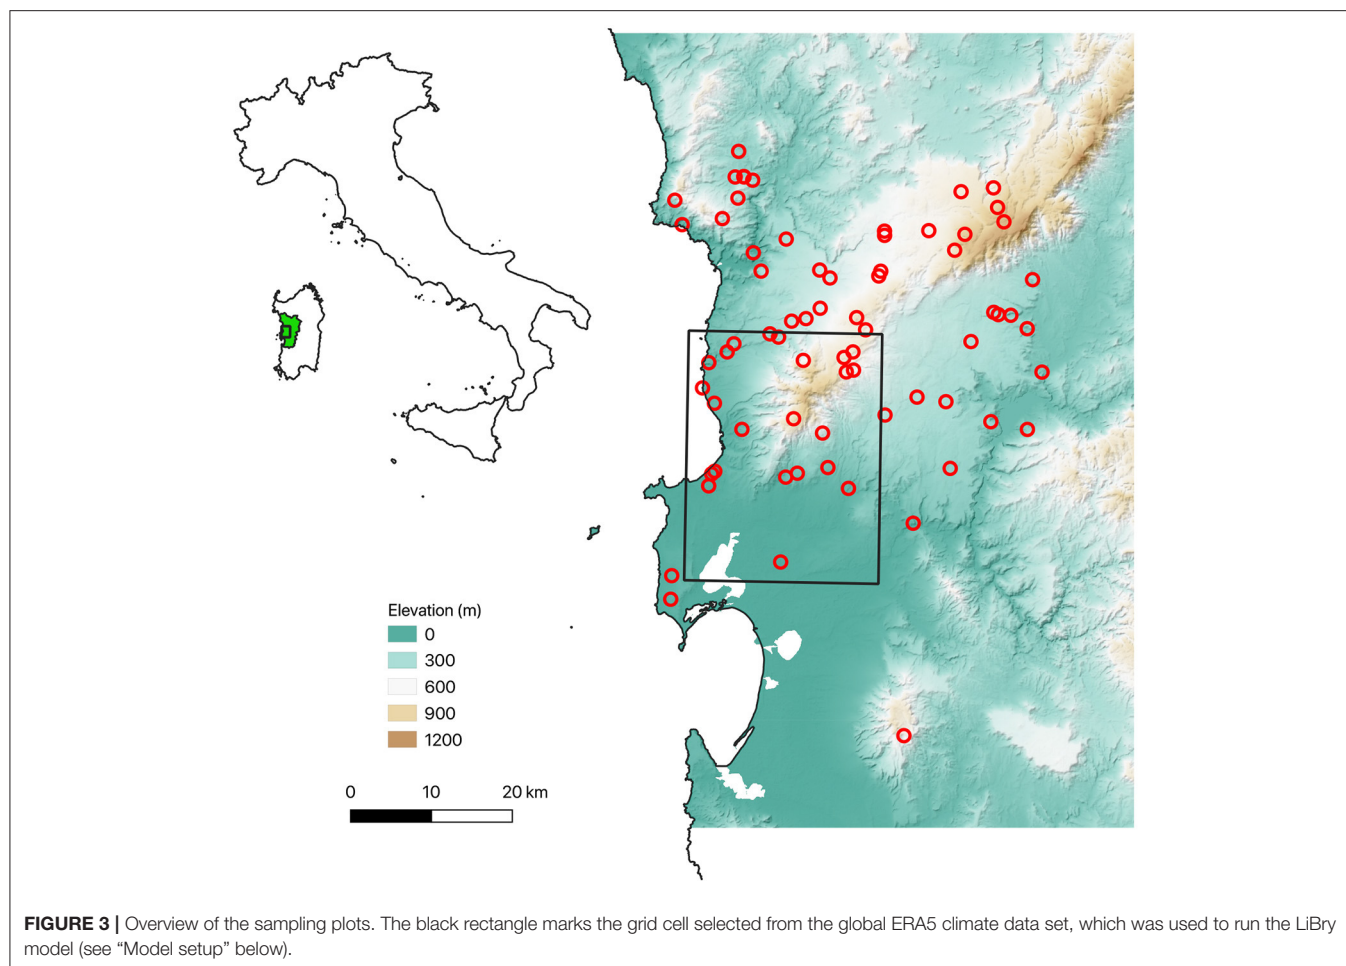 Elevation (m)
0
300
600
900
1200
0 10 20 km
FIGURE 3 | Overview of the sampling plots. The black rectangle marks the grid cell selected from the global ERA5 climate data set, which was used to run the LiBry
model (see “Model setup” below).